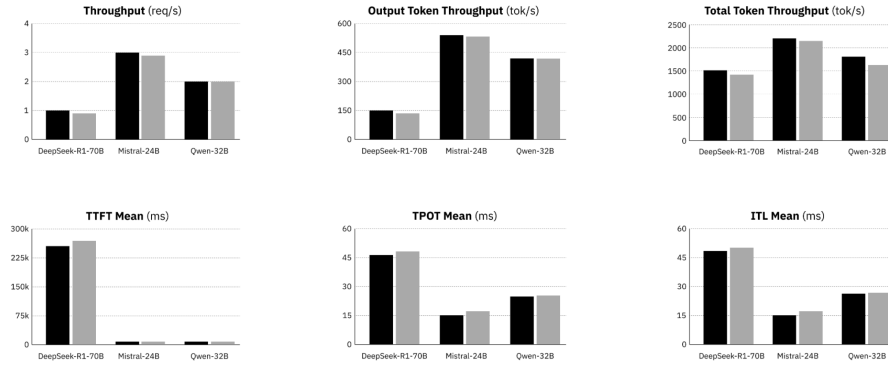 Throughput (req/s)
4
3
2
1
0
DeepSeek-R1-70B Mistral-24B Qwen-32B
Output Token Throughput (tok/s)
600
450
300
150
0
DeepSeek-R1-70B Mistral-24B Qwen-32B
Total Token Throughput (tok/s)
2500
2000
1500
1000
500
0
DeepSeek-R1-70B Mistral-24B Qwen-32B
TTFT Mean (ms)
300k
225k
150k
75k
0
DeepSeek-R1-70B Mistral-24B Qwen-32B
TPOT Mean (ms)
60
45
30
15
0
DeepSeek-R1-70B Mistral-24B Qwen-32B
ITL Mean (ms)
60
45
30
15
0
DeepSeek-R1-70B Mistral-24B Qwen-32B